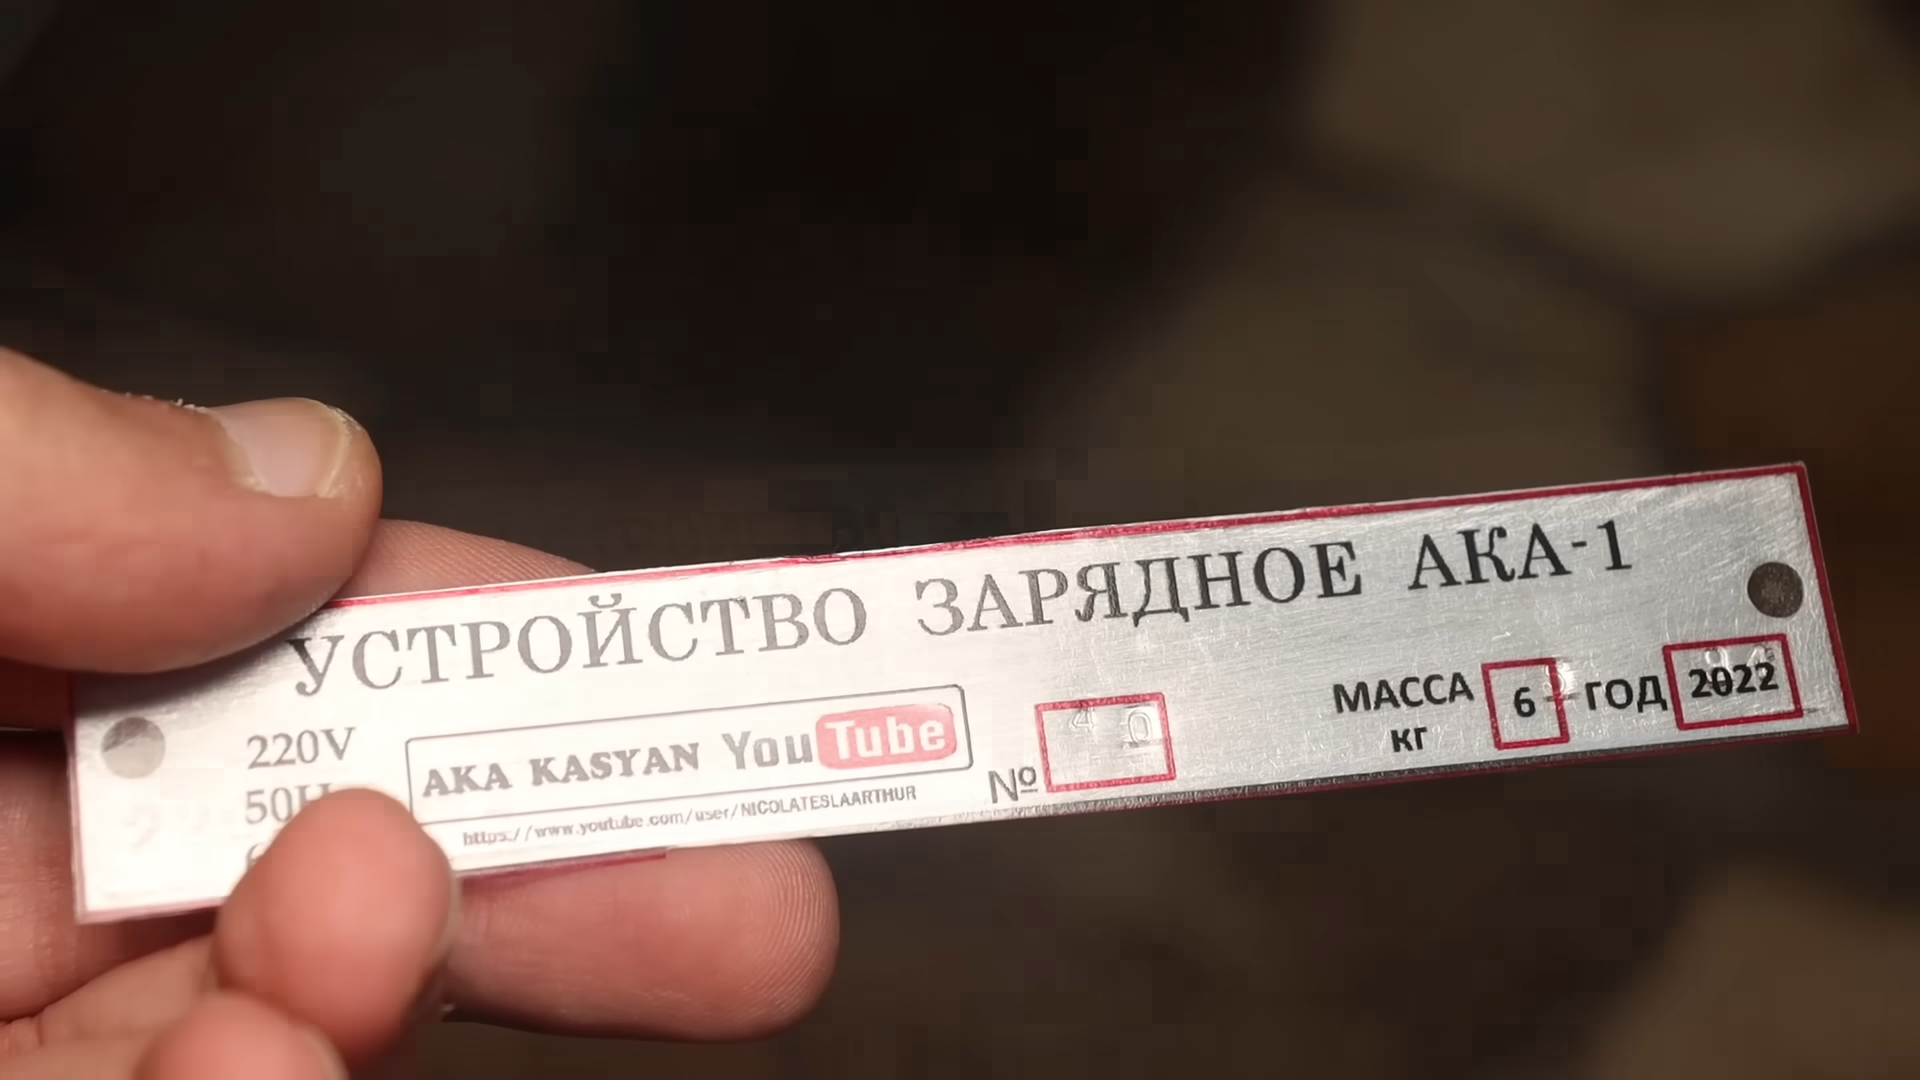 УСТРОЙСТВО ЗАРЯДНОЕ АКА-1
220V
AKA KASYAN YouTube
https://www.youtube.com/user/NICOLATESLAARTHUR
№ 40
МАССА КГ 6
ГОД 2022